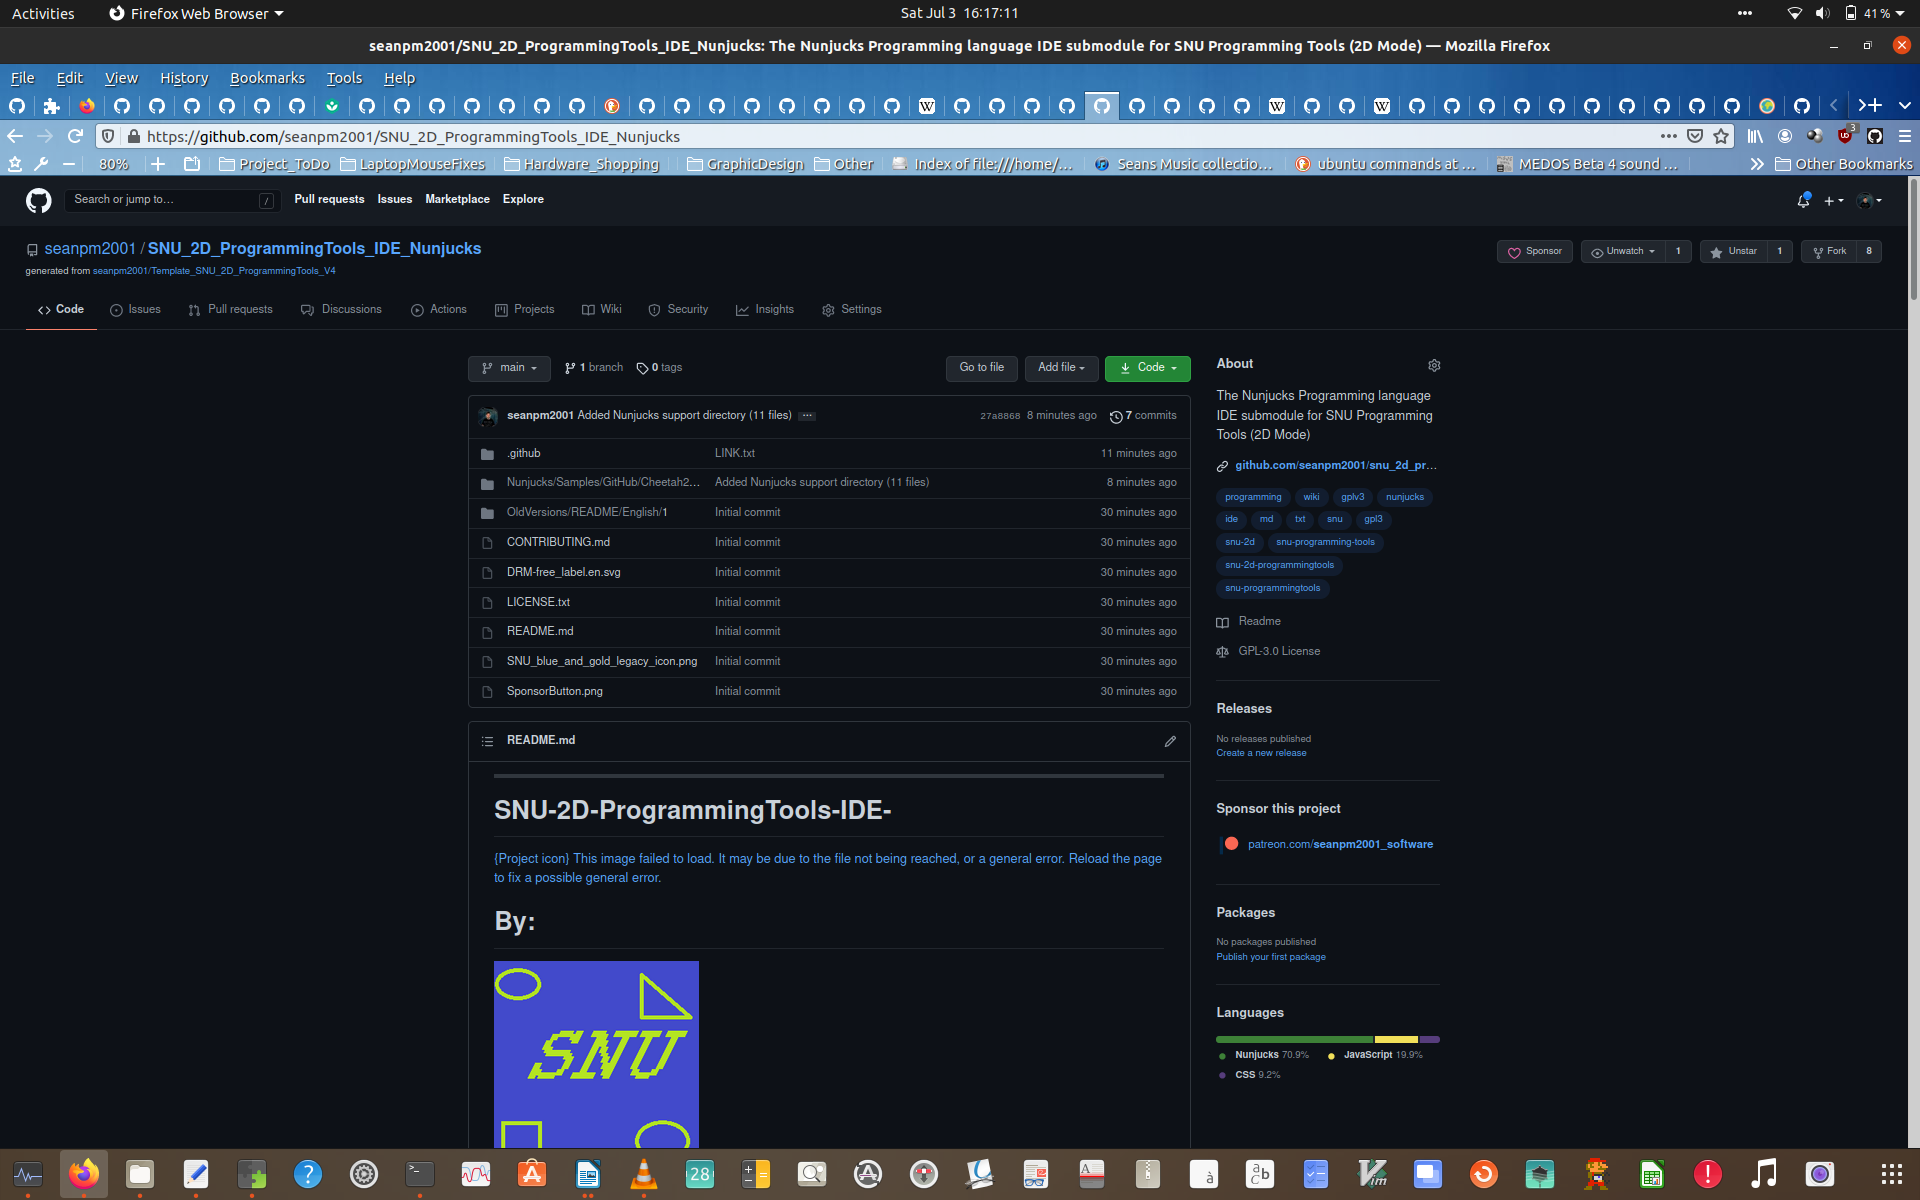 Activities Firefox Web Browser Sat Jul 3 16:17:11 41 %
seanpm2001/SNU_2D_ProgrammingTools_IDE_Nunjucks: The Nunjucks Programming language IDE submodule for SNU Programming Tools (2D Mode) — Mozilla Firefox
File Edit View History Bookmarks Tools Help
https://github.com/seanpm2001/SNU_2D_ProgrammingTools_IDE_Nunjucks 3
80% Project_ToDo LaptopMouseFixes Hardware_Shopping GraphicDesign Other Index of file:///home/… Seans Music collectio… ubuntu commands at … MEDOS Beta 4 sound … Other Bookmarks
Search or jump to… / Pull requests Issues Marketplace Explore
seanpm2001 / SNU_2D_ProgrammingTools_IDE_Nunjucks Sponsor Unwatch 1 Unstar 1 Fork 8
generated from seanpm2001/Template_SNU_2D_ProgrammingTools_V4
Code Issues Pull requests Discussions Actions Projects Wiki Security Insights Settings
main 1 branch 0 tags Go to file Add file Code
seanpm2001 Added Nunjucks support directory (11 files) … 27a8868 8 minutes ago 7 commits
.github LINK.txt 11 minutes ago
Nunjucks/Samples/GitHub/Cheetah2… Added Nunjucks support directory (11 files) 8 minutes ago
OldVersions/README/English/1 Initial commit 30 minutes ago
CONTRIBUTING.md Initial commit 30 minutes ago
DRM-free_label.en.svg Initial commit 30 minutes ago
LICENSE.txt Initial commit 30 minutes ago
README.md Initial commit 30 minutes ago
SNU_blue_and_gold_legacy_icon.png Initial commit 30 minutes ago
SponsorButton.png Initial commit 30 minutes ago
README.md
SNU-2D-ProgrammingTools-IDE-
{Project icon} This image failed to load. It may be due to the file not being reached, or a general error. Reload the page
to fix a possible general error.
By:
SNU
About
The Nunjucks Programming language
IDE submodule for SNU Programming
Tools (2D Mode)
github.com/seanpm2001/snu_2d_pr…
programming wiki gplv3 nunjucks
ide md txt snu gpl3
snu-2d snu-programming-tools
snu-2d-programmingtools
snu-programmingtools
Readme
GPL-3.0 License
Releases
No releases published
Create a new release
Sponsor this project
patreon.com/seanpm2001_software
Packages
No packages published
Publish your first package
Languages
Nunjucks 70.9% JavaScript 19.9%
CSS 9.2%
28